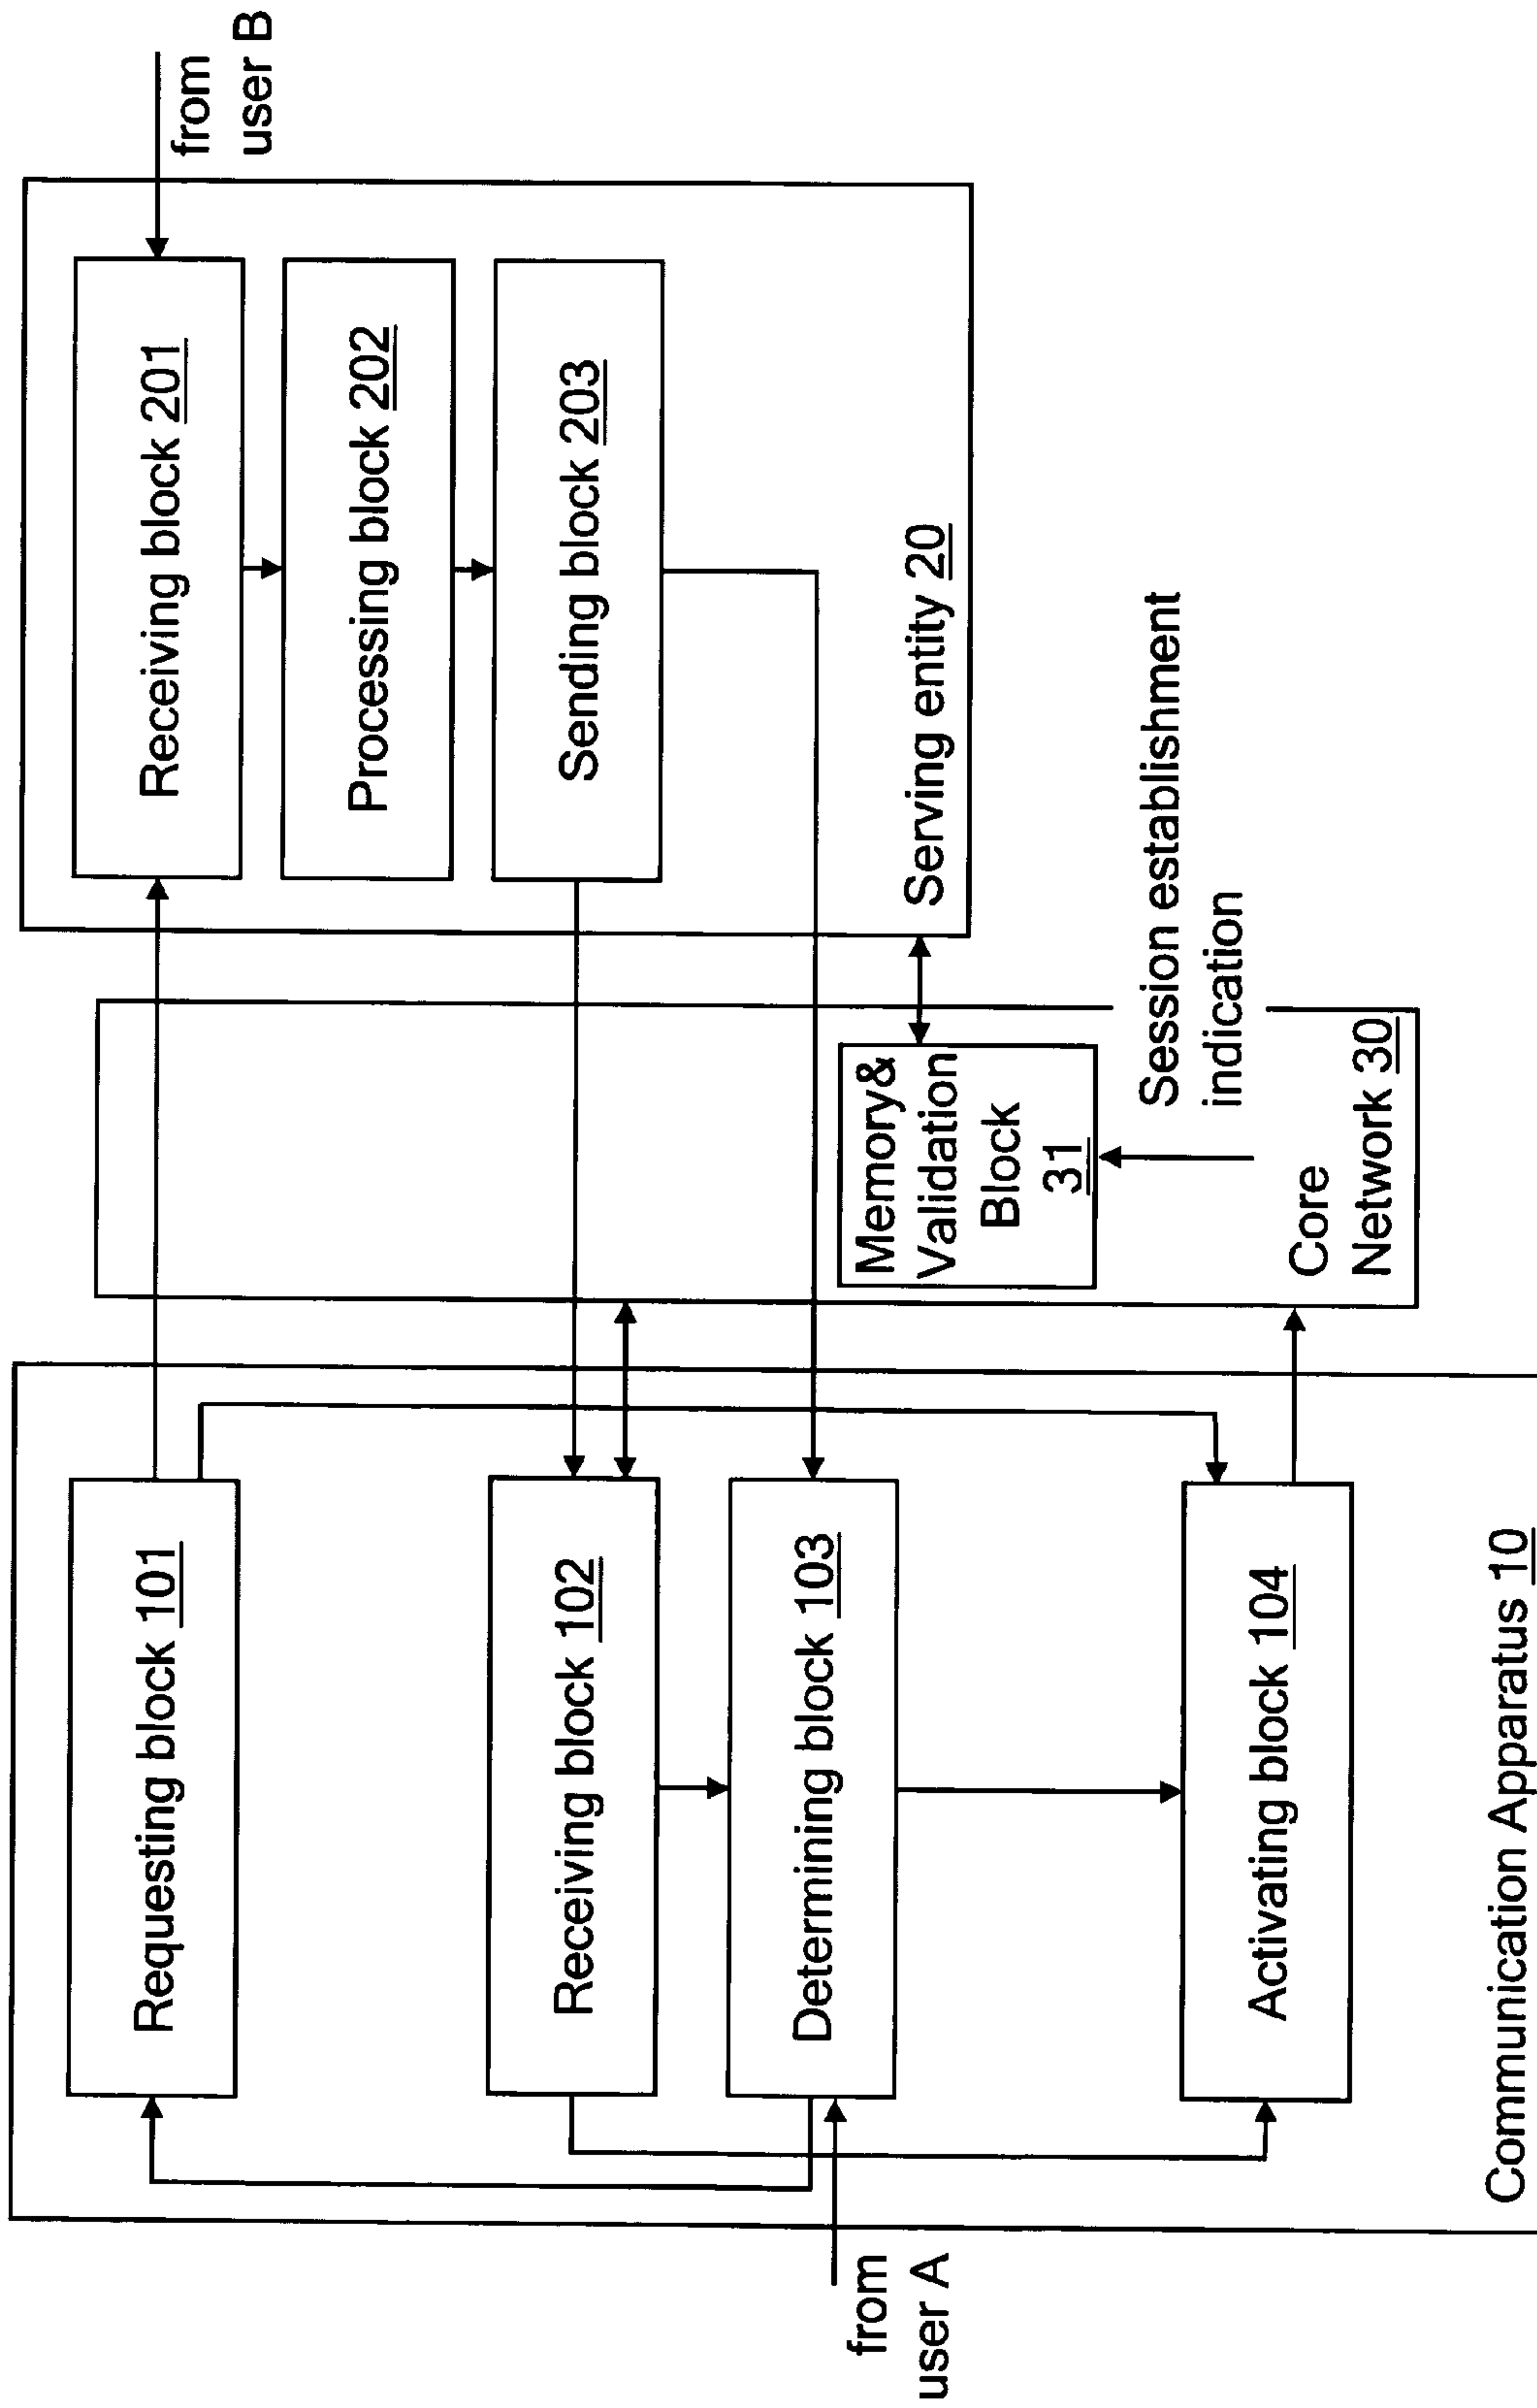 Requesting block 101
Receiving block 102
Determining block 103
Activating block 104
Communication Apparatus 10
from
user A
Memory&
Validation
Block
31
Session establishment
indication
Core
Network 30
Receiving block 201
Processing block 202
Sending block 203
Serving entity 20
from
user B